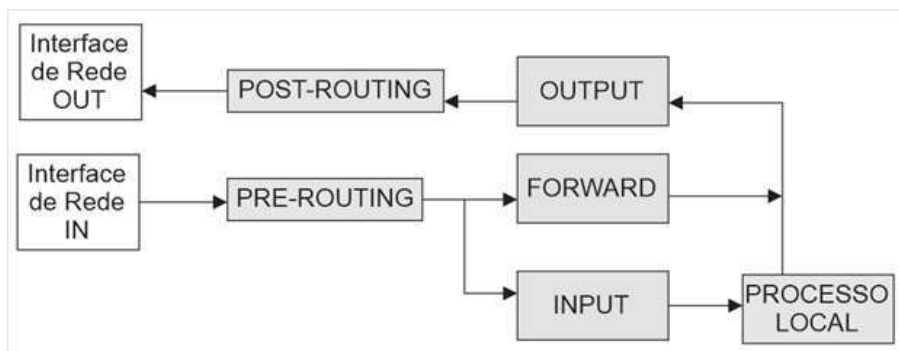 Interface
de Rede
OUT
POST-ROUTING
OUTPUT
Interface
de Rede
IN
PRE-ROUTING
FORWARD
INPUT
PROCESSO
LOCAL